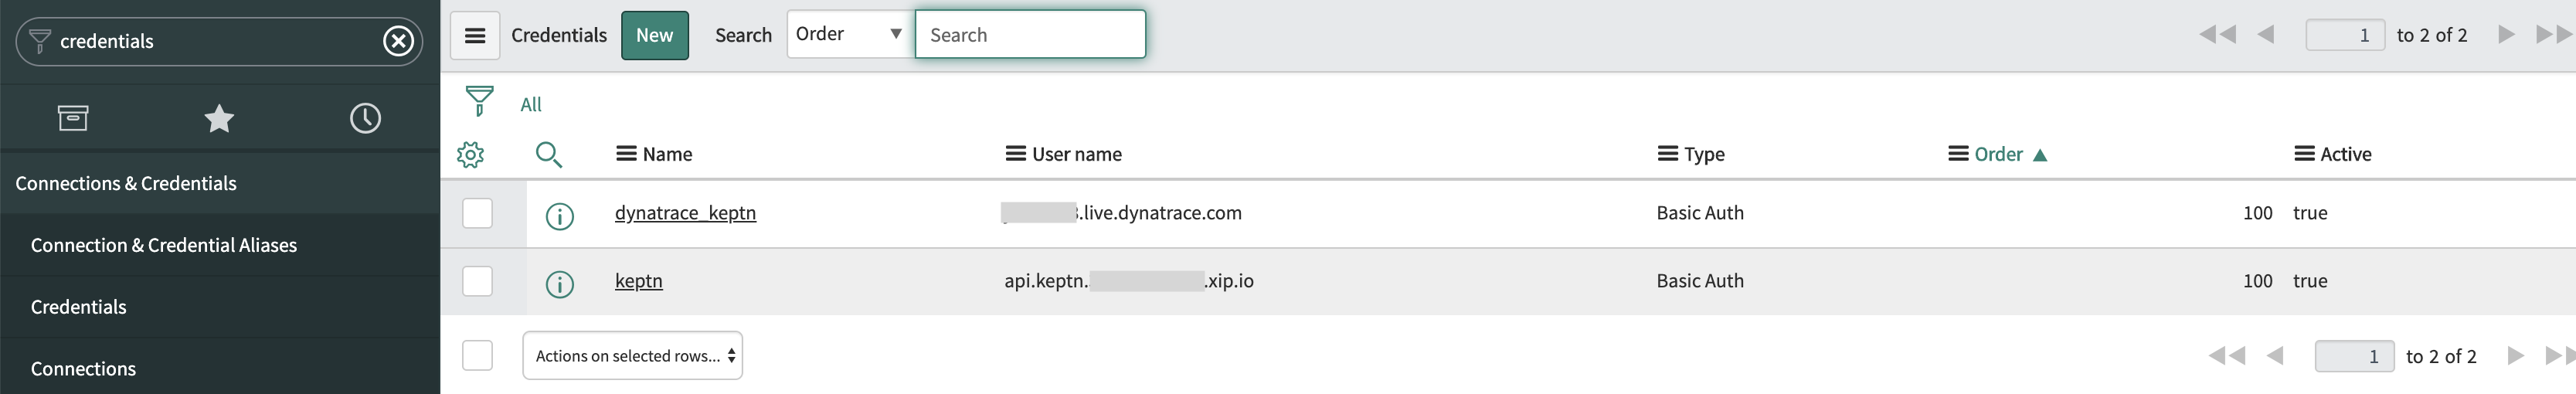 credentials
Connections & Credentials
Connection & Credential Aliases
Credentials
Connections
Credentials New Search Order Search 1 to 2 of 2
All
Name User name Type Order Active
dynatrace_keptn .live.dynatrace.com Basic Auth 100 true
keptn api.keptn. .xip.io Basic Auth 100 true
Actions on selected rows... 1 to 2 of 2